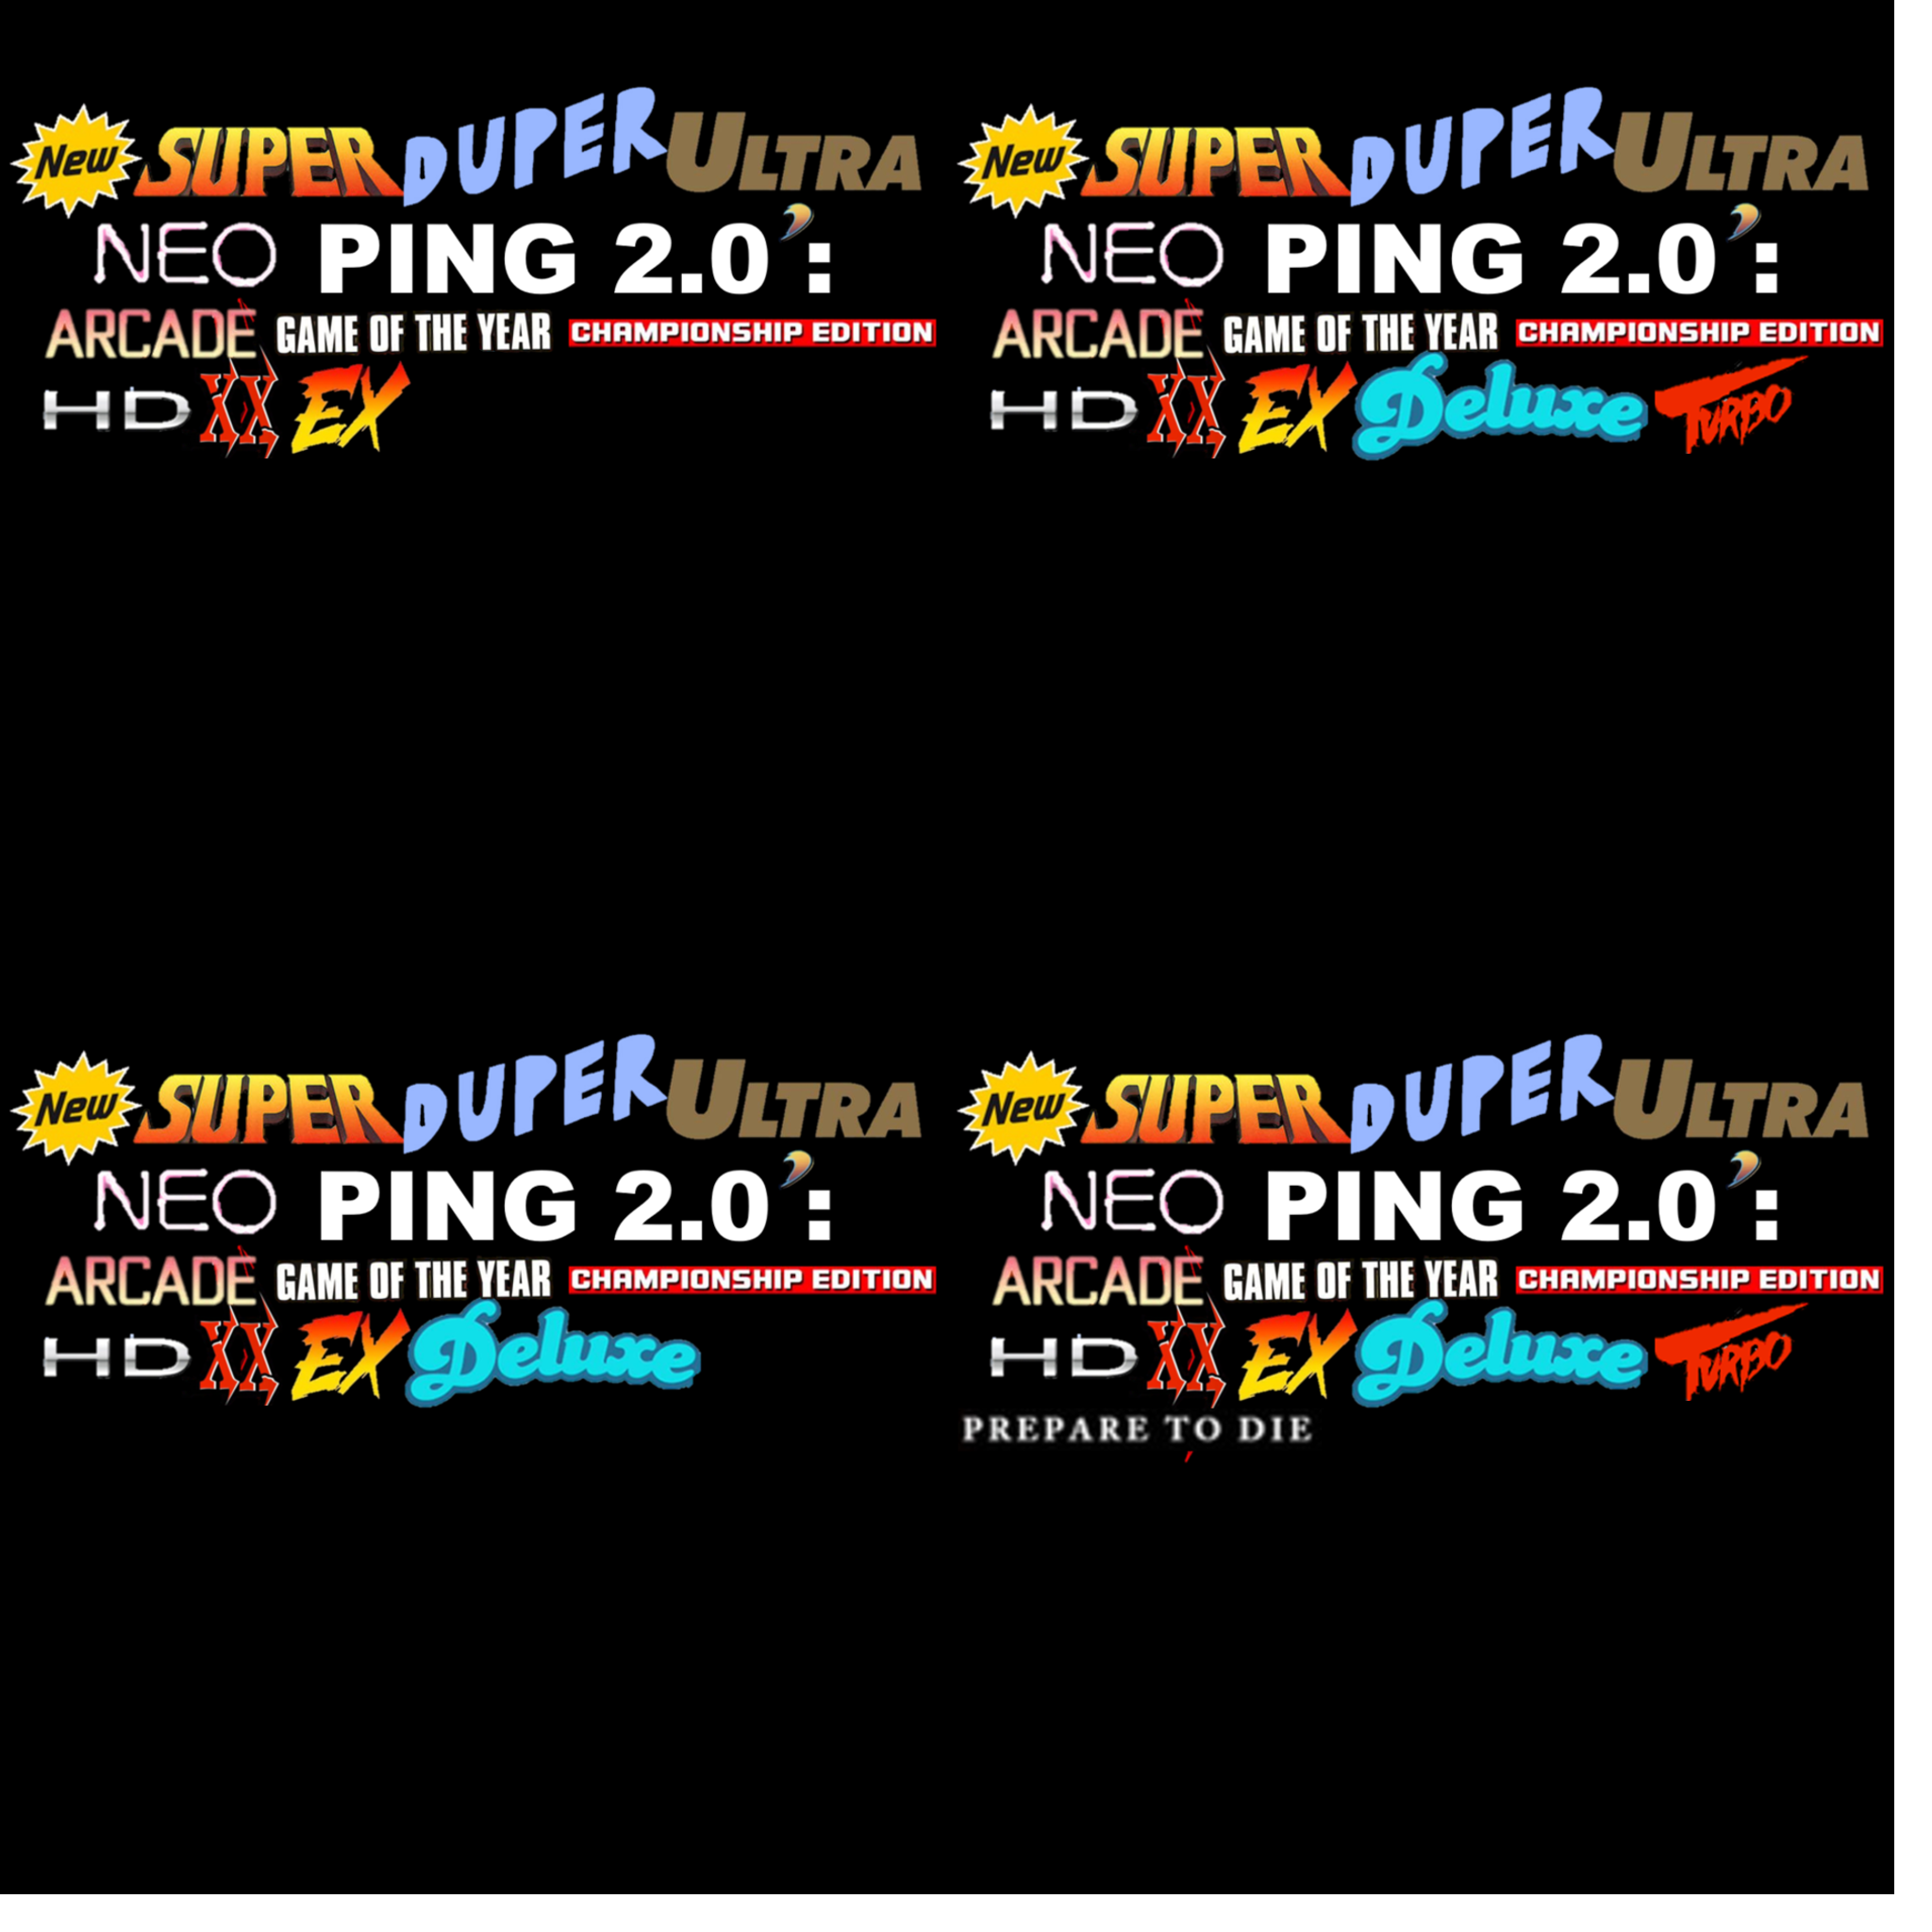 New SUPER DUPER ULTRA
NEO PING 2.0':
ARCADE GAME OF THE YEAR CHAMPIONSHIP EDITION
HD XX EX
New SUPER DUPER ULTRA
NEO PING 2.0':
ARCADE GAME OF THE YEAR CHAMPIONSHIP EDITION
HD XX EX Deluxe TURBO
New SUPER DUPER ULTRA
NEO PING 2.0':
ARCADE GAME OF THE YEAR CHAMPIONSHIP EDITION
HD XX EX Deluxe
New SUPER DUPER ULTRA
NEO PING 2.0':
ARCADE GAME OF THE YEAR CHAMPIONSHIP EDITION
HD XX EX Deluxe TURBO
PREPARE TO DIE